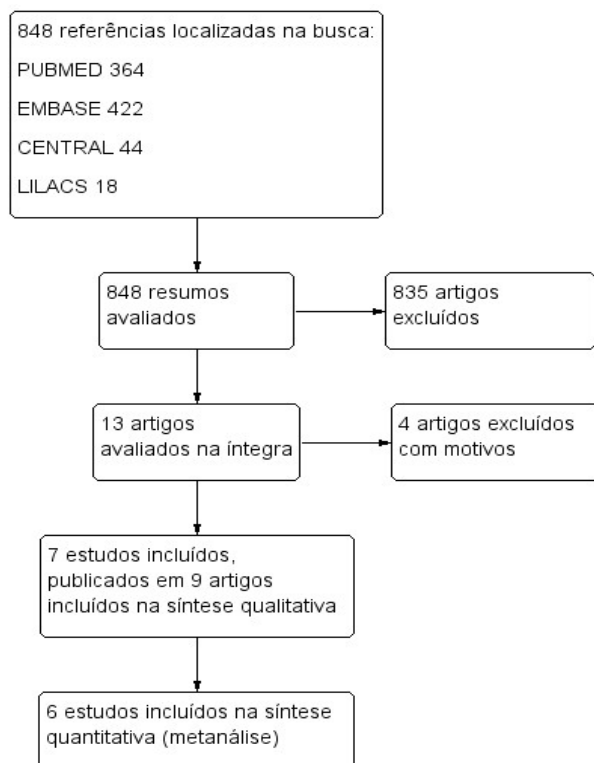 848 referências localizadas na busca:
PUBMED 364
EMBASE 422
CENTRAL 44
LILACS 18
848 resumos
avaliados
835 artigos
excluídos
13 artigos
avaliados na íntegra
4 artigos excluídos
com motivos
7 estudos incluídos,
publicados em 9 artigos
incluídos na síntese qualitativa
6 estudos incluídos na síntese
quantitativa (metanálise)